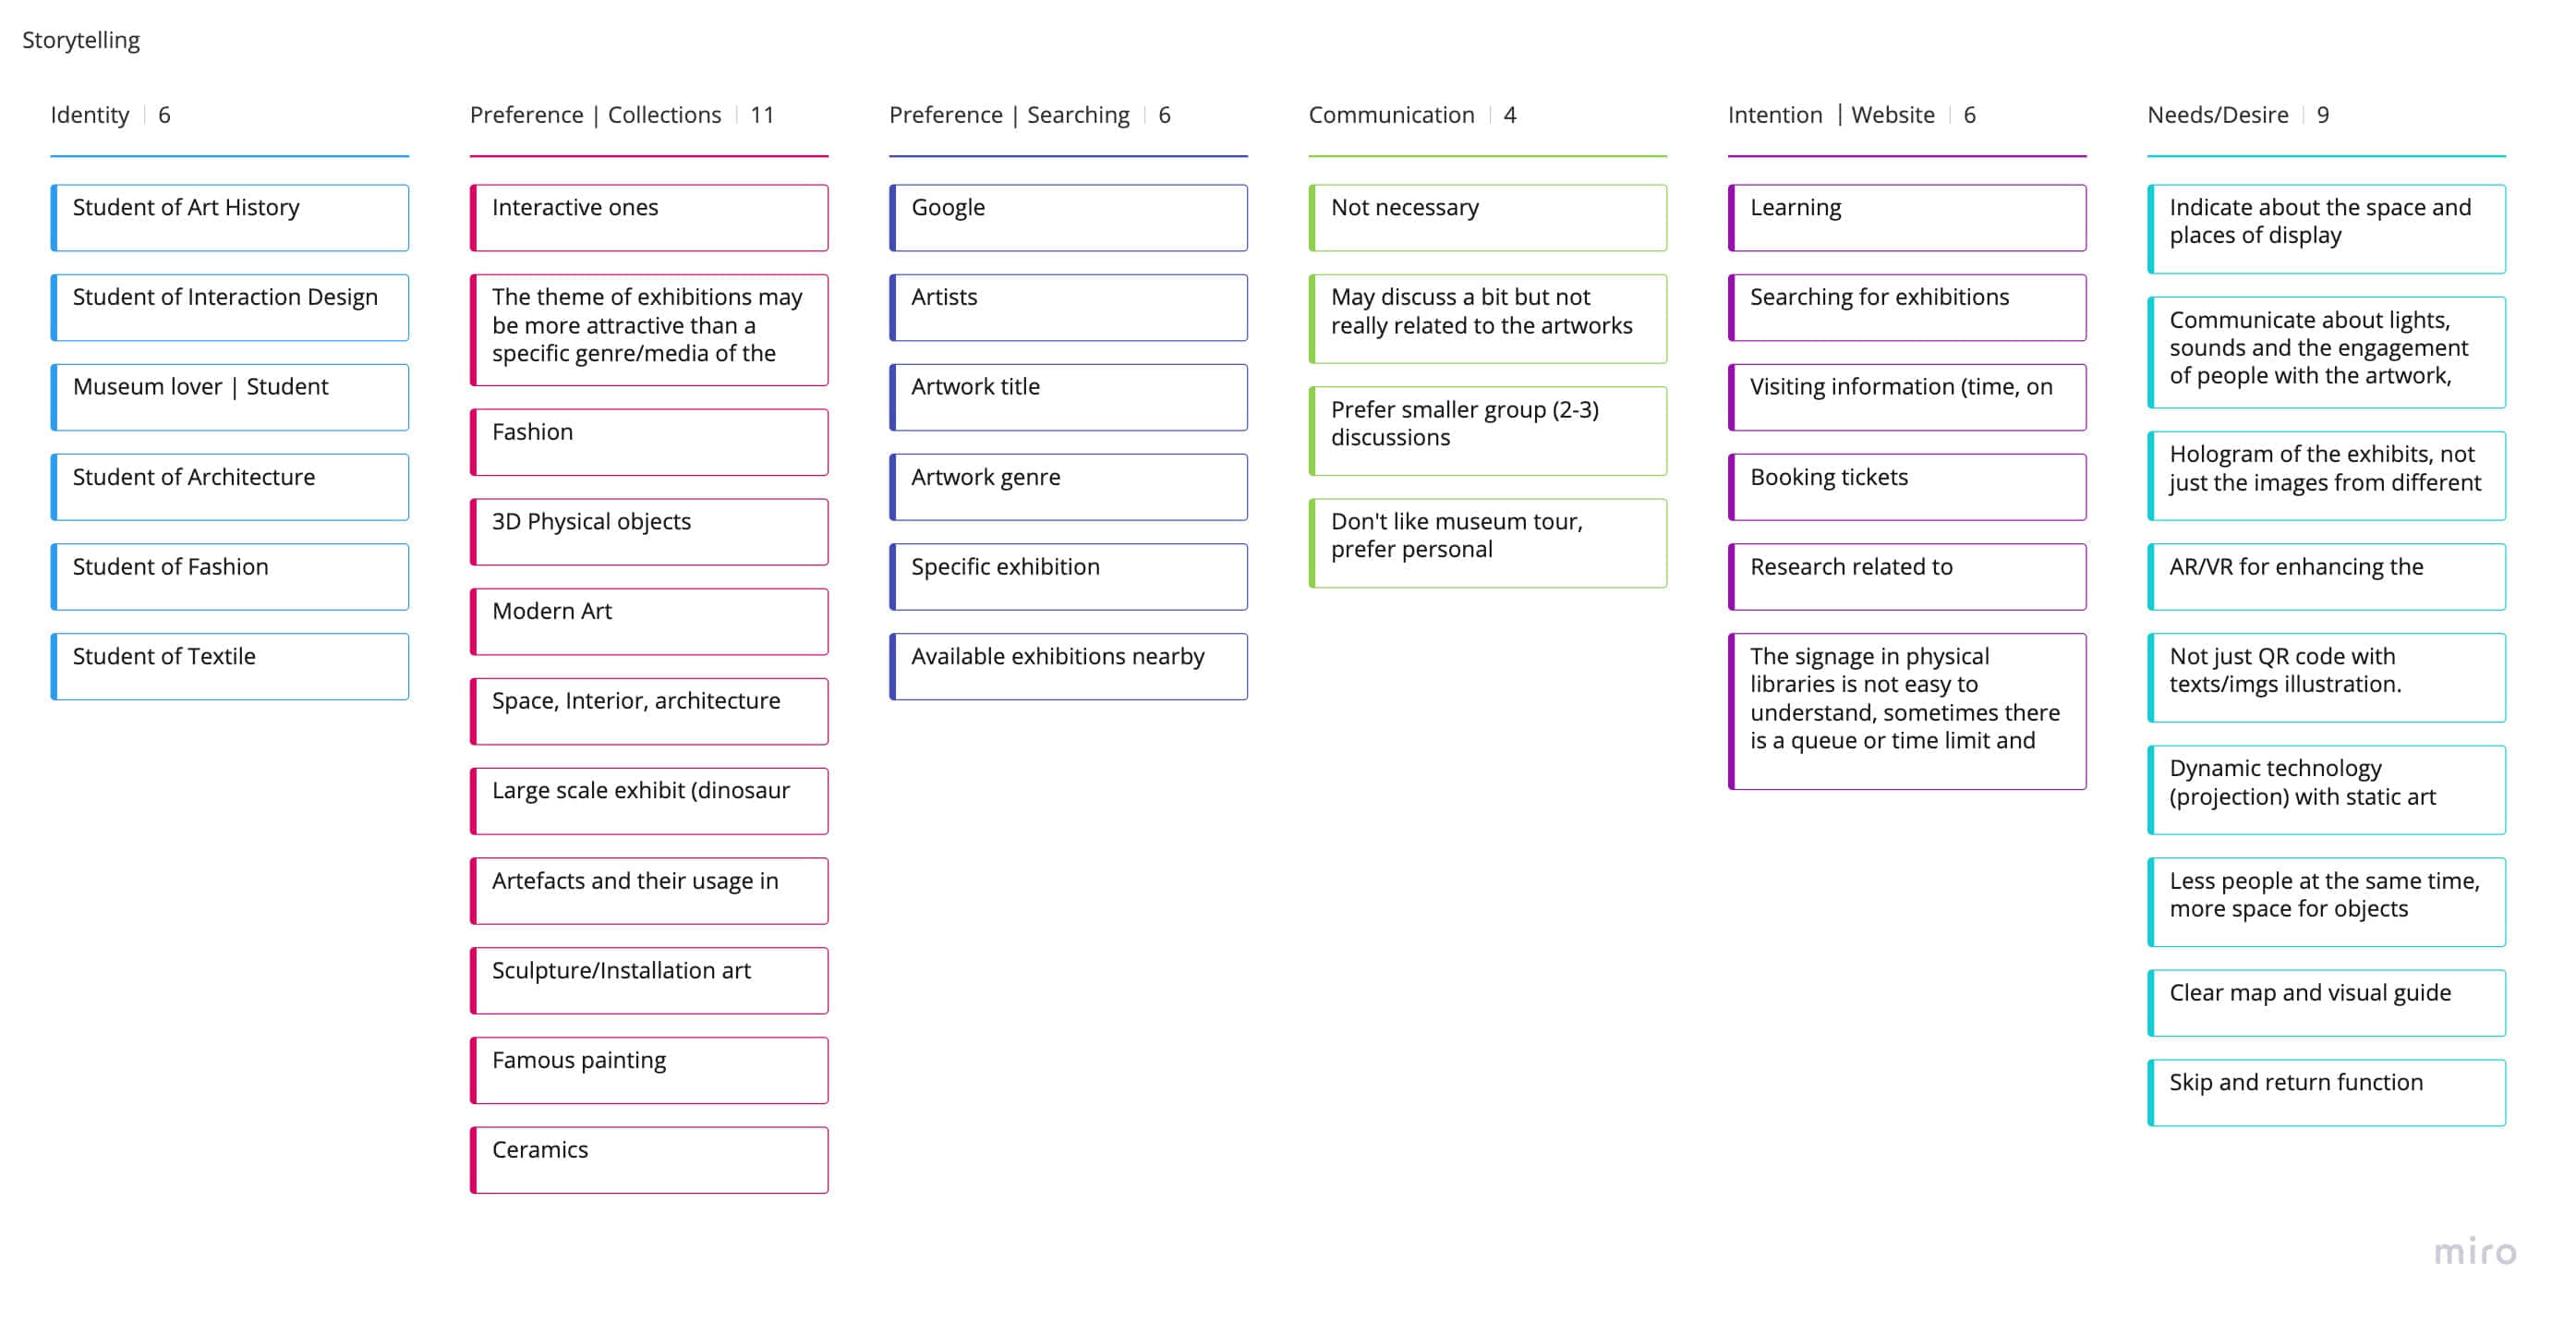 Storytelling
Identity | 6
Student of Art History
Student of Interaction Design
Museum lover | Student
Student of Architecture
Student of Fashion
Student of Textile
Preference | Collections | 11
Interactive ones
The theme of exhibitions may
be more attractive than a
specific genre/media of the
Fashion
3D Physical objects
Modern Art
Space, Interior, architecture
Large scale exhibit (dinosaur
Artefacts and their usage in
Sculpture/Installation art
Famous painting
Ceramics
Preference | Searching | 6
Google
Artists
Artwork title
Artwork genre
Specific exhibition
Available exhibitions nearby
Communication | 4
Not necessary
May discuss a bit but not
really related to the artworks
Prefer smaller group (2-3)
discussions
Don't like museum tour,
prefer personal
Intention | Website | 6
Learning
Searching for exhibitions
Visiting information (time, on
Booking tickets
Research related to
The signage in physical
libraries is not easy to
understand, sometimes there
is a queue or time limit and
Needs/Desire | 9
Indicate about the space and
places of display
Communicate about lights,
sounds and the engagement
of people with the artwork,
Hologram of the exhibits, not
just the images from different
AR/VR for enhancing the
Not just QR code with
texts/imgs illustration.
Dynamic technology
(projection) with static art
Less people at the same time,
more space for objects
Clear map and visual guide
Skip and return function
miro